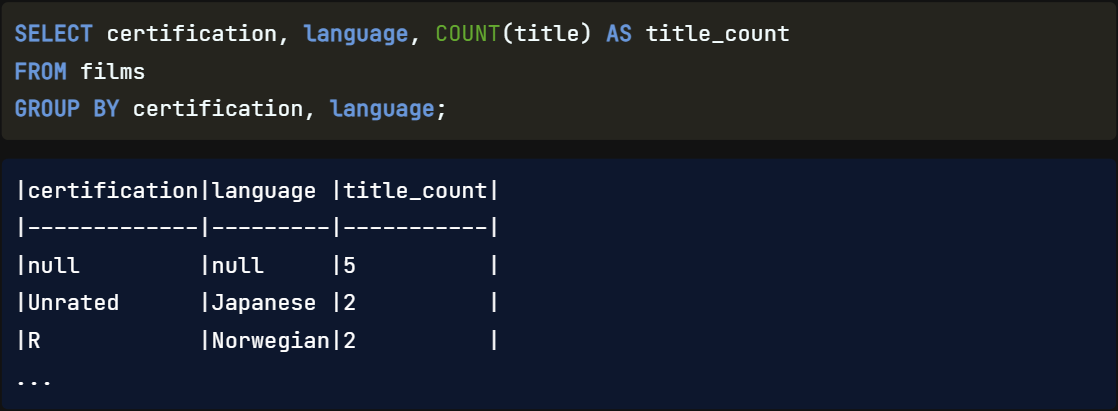 SELECT certification, language, COUNT(title) AS title_count
FROM films
GROUP BY certification, language;
|certification|language |title_count|
|-------------|---------|-----------|
|null         |null     |5          |
|Unrated      |Japanese |2          |
|R            |Norwegian|2          |
...